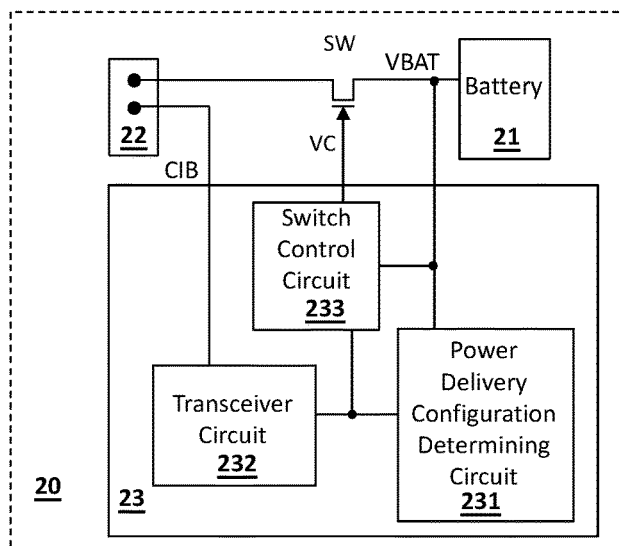 SW
VBAT
Battery
21
22
VC
CIB
Switch
Control
Circuit
233
Power
Delivery
Configuration
Determining
Circuit
231
Transceiver
Circuit
232
20
23